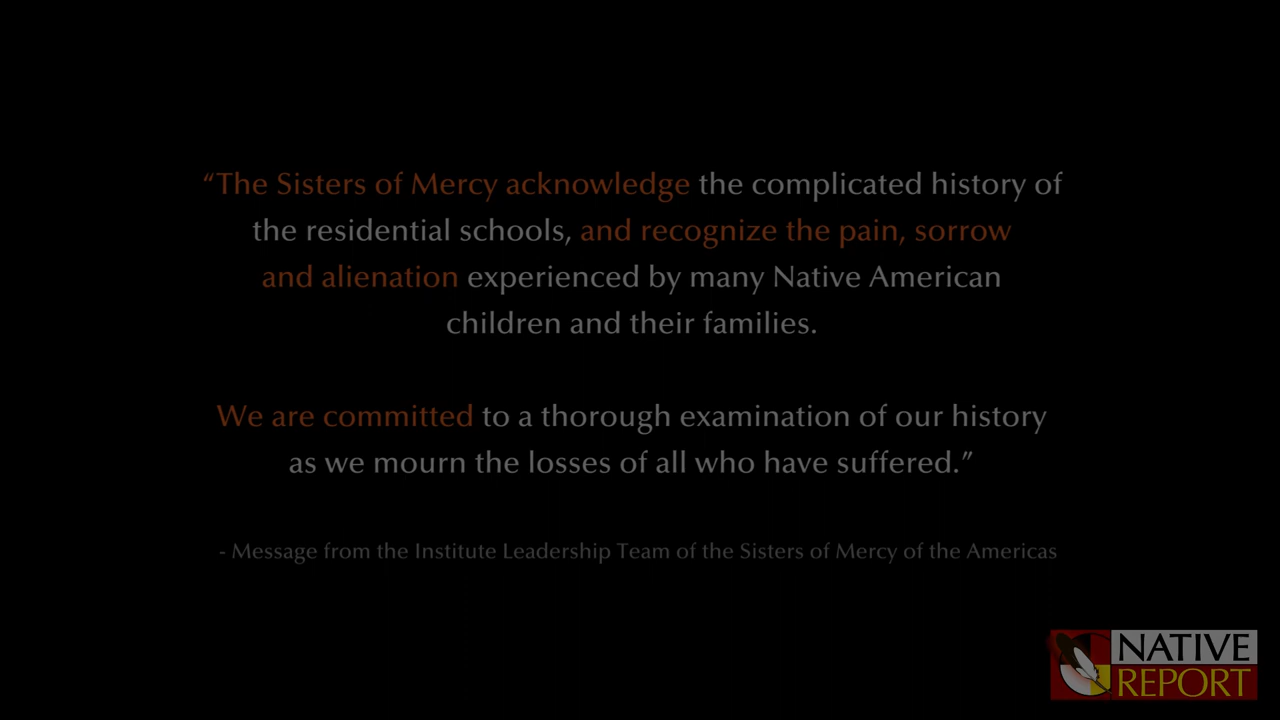 “The Sisters of Mercy acknowledge the complicated history of
the residential schools, and recognize the pain, sorrow
and alienation experienced by many Native American
children and their families.
We are committed to a thorough examination of our history
as we mourn the losses of all who have suffered.”
- Message from the Institute Leadership Team of the Sisters of Mercy of the Americas
NATIVE
REPORT